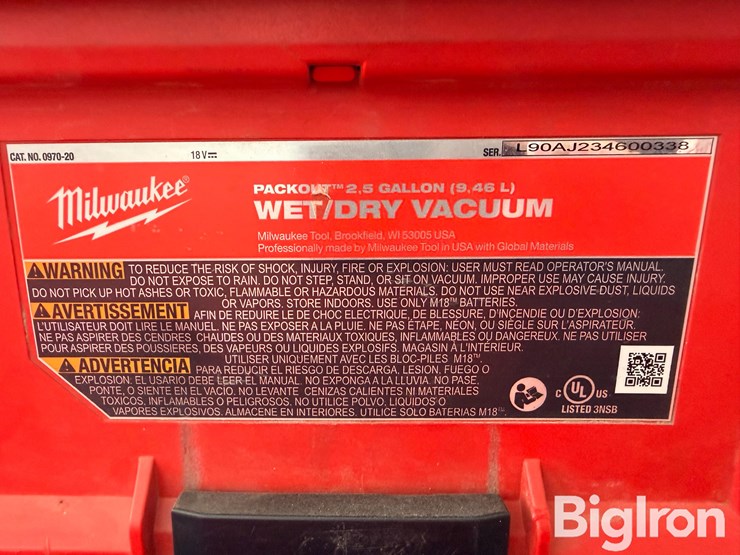 CAT. NO. 0970-20 18 V⎓ SER. L90AJ234600338
Milwaukee®
PACKOUT™ 2,5 GALLON (9,46 L)
WET/DRY VACUUM
Milwaukee Tool, Brookfield, WI 53005 USA
Professionally made by Milwaukee Tool in USA with Global Materials
WARNING TO REDUCE THE RISK OF SHOCK, INJURY, FIRE OR EXPLOSION: USER MUST READ OPERATOR'S MANUAL.
DO NOT EXPOSE TO RAIN. DO NOT STEP, STAND, OR SIT ON VACUUM. IMPROPER USE MAY CAUSE INJURY.
DO NOT PICK UP HOT ASHES OR TOXIC, FLAMMABLE OR HAZARDOUS MATERIALS. DO NOT USE NEAR EXPLOSIVE DUST, LIQUIDS
OR VAPORS. STORE INDOORS. USE ONLY M18™ BATTERIES.
AVERTISSEMENT AFIN DE REDUIRE LE DE CHOC ELECTRIQUE, DE BLESSURE, D'INCENDIE OU D'EXPLOSION:
L'UTILISATEUR DOIT LIRE LE MANUEL. NE PAS EXPOSER A LA PLUIE. NE PAS ÉTAPE, NÉON, OU SIÈGLE SUR L'ASPIRATEUR.
NE PAS ASPIRER DES CENDRES CHAUDES OU DES MATERIAUX TOXIQUES, INFLAMMABLES OU DANGEREUX. NE PAS UTILISER
POUR ASPIRER DES POUSSIERES, DES VAPEURS OU LIQUIDES EXPLOSIFS. MAGASIN À L'INTÉRIEUR.
UTILISER UNIQUEMENT AVEC LES BLOC-PILES M18™.
ADVERTENCIA PARA REDUCIR EL RIESGO DE DESCARGA, LESION, FUEGO O
EXPLOSION. EL USARIO DEBE LEER EL MANUAL. NO EXPONGA A LA LLUVIA. NO PASE,
PONTE, O SIENTE EN EL VACIO. NO LEVANTE CENIZAS CALIENTES NI MATERIALES
TOXICOS, INFLAMABLES O PELIGROSOS. NO UTILICE POLVO, LIQUIDOS O
VAPORES EXPLOSIVOS. ALMACENE EN INTERIORES. UTILICE SOLO BATERIAS M18™.
C UL US
LISTED 3NSB
BigIron